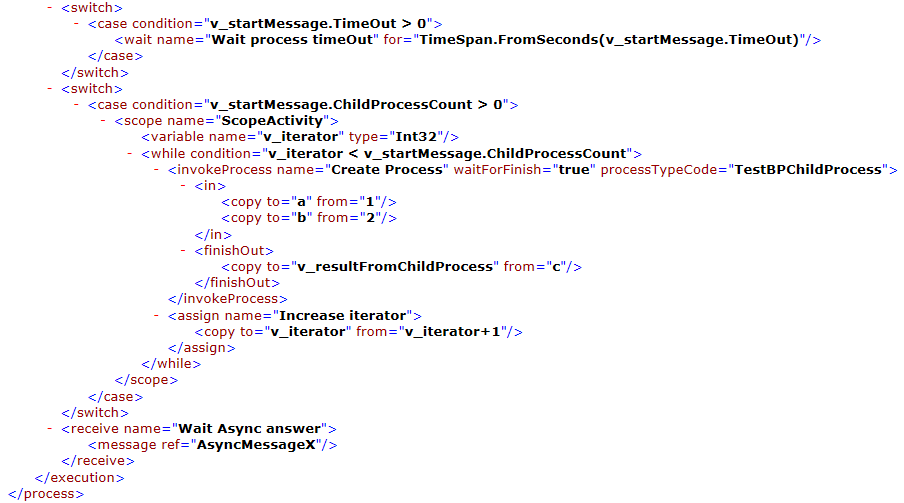 - <switch>
- <case condition="v_startMessage.TimeOut > 0">
<wait name="Wait process timeOut" for="TimeSpan.FromSeconds(v_startMessage.TimeOut)"/>
</case>
</switch>
- <switch>
- <case condition="v_startMessage.ChildProcessCount > 0">
- <scope name="ScopeActivity">
<variable name="v_iterator" type="Int32"/>
- <while condition="v_iterator < v_startMessage.ChildProcessCount">
- <invokeProcess name="Create Process" waitForFinish="true" processTypeCode="TestBPChildProcess">
- <in>
<copy to="a" from="1"/>
<copy to="b" from="2"/>
</in>
- <finishOut>
<copy to="v_resultFromChildProcess" from="c"/>
</finishOut>
</invokeProcess>
- <assign name="Increase iterator">
<copy to="v_iterator" from="v_iterator+1"/>
</assign>
</while>
</scope>
</case>
</switch>
- <receive name="Wait Async answer">
<message ref="AsyncMessageX"/>
</receive>
</execution>
</process>